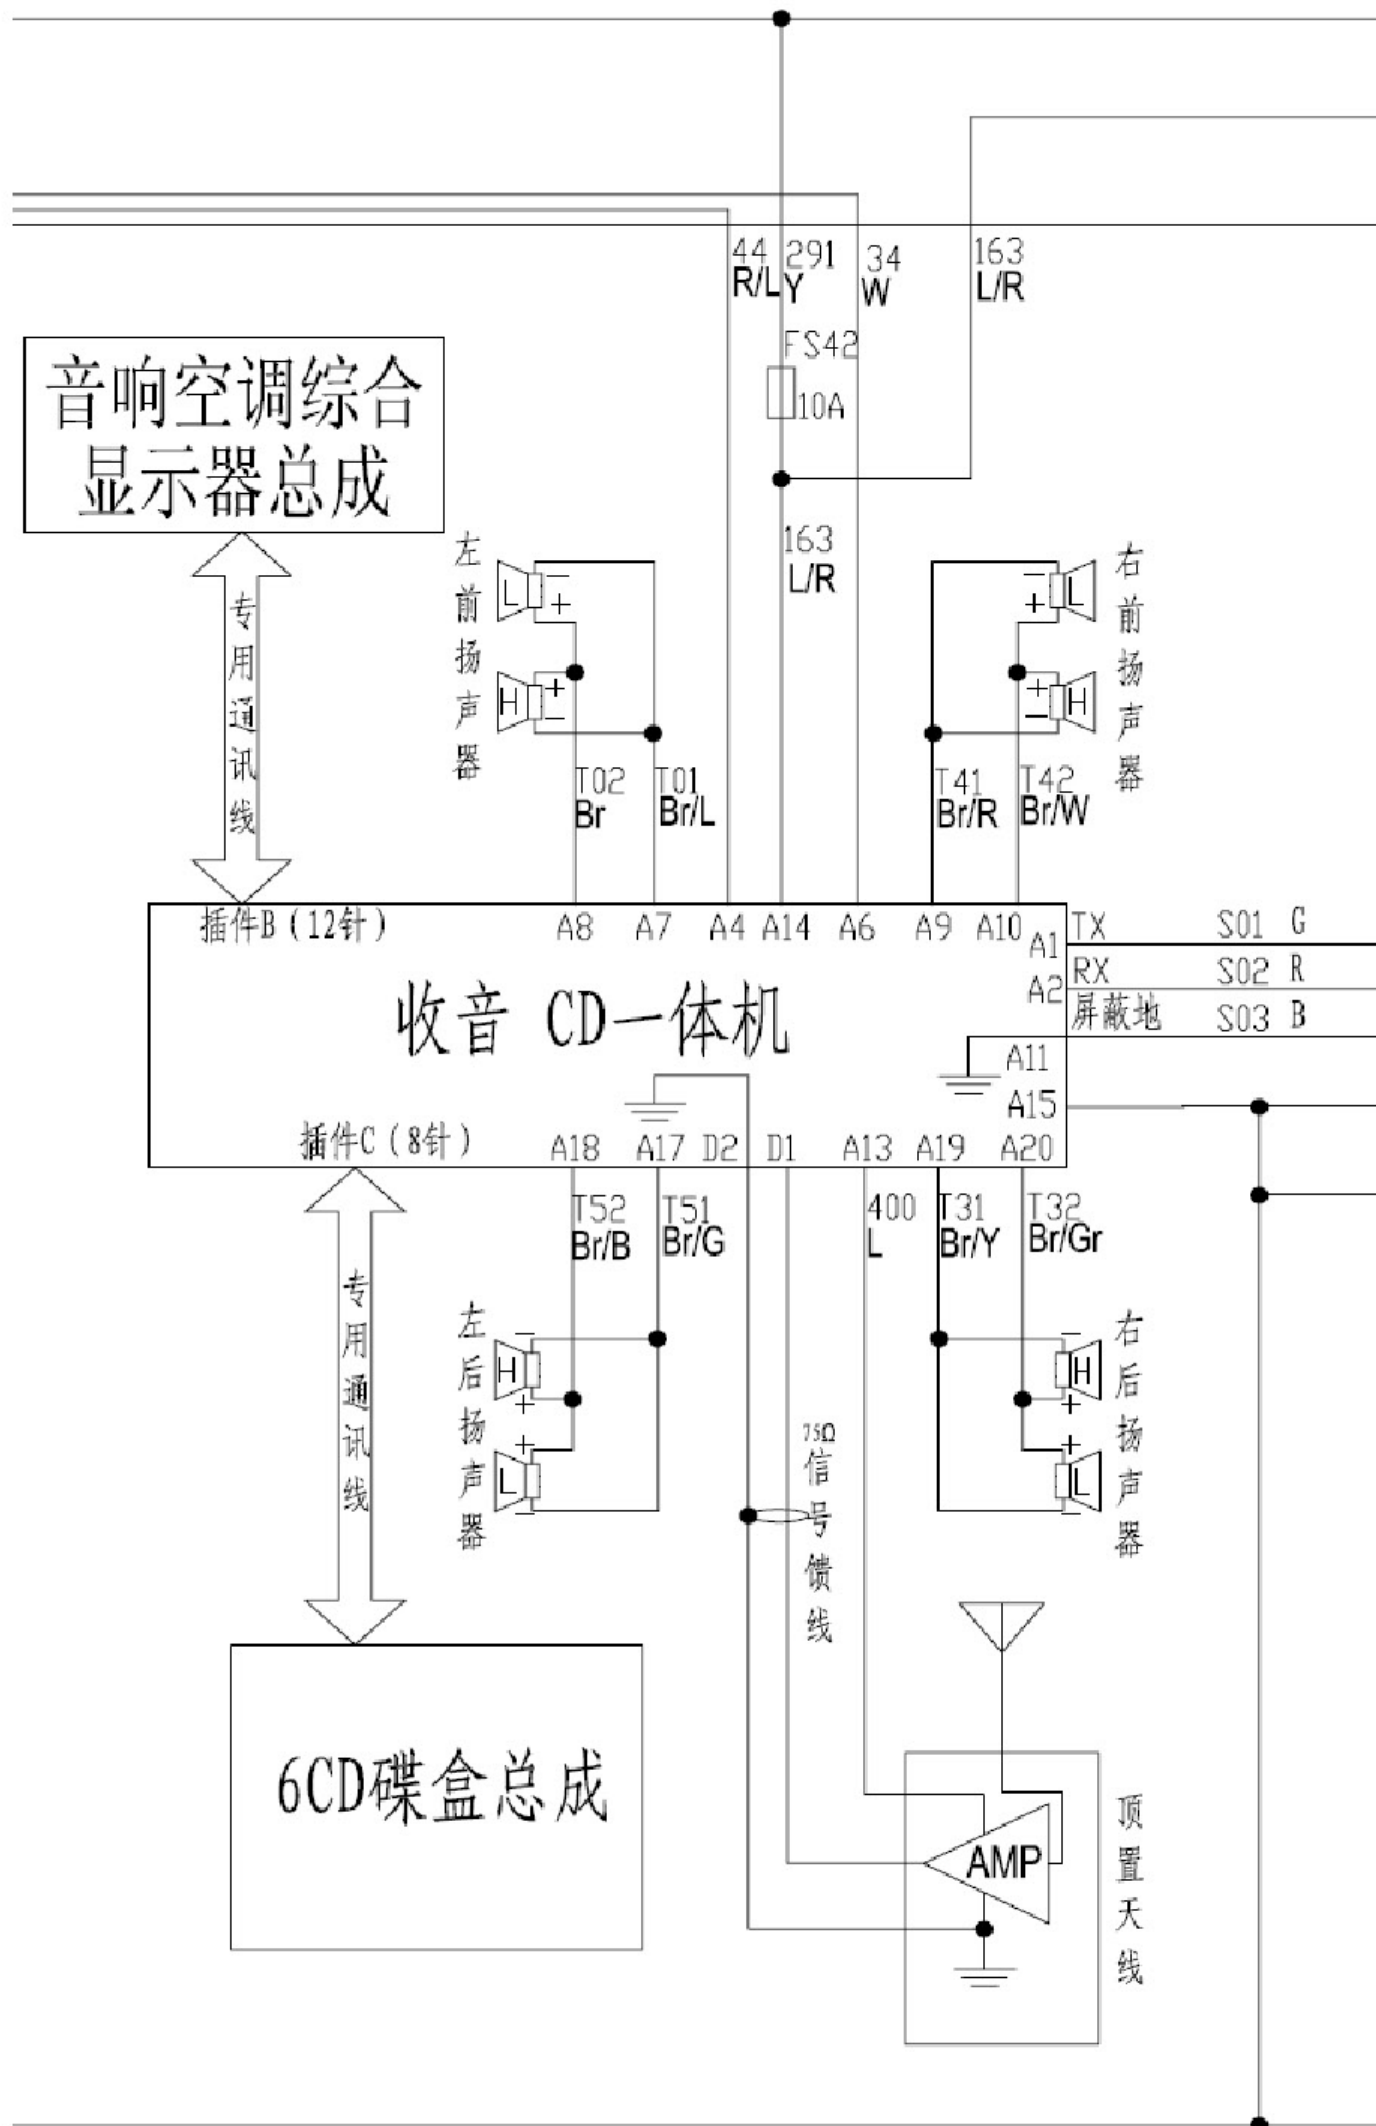 44
R/L
291
Y
34
W
163
L/R
FS42
10A
音响空调综合
显示器总成
163
L/R
左前扬声器
L
－
+
H
+
－
右前扬声器
－
+
L
+
－
H
专用通讯线
T02
Br
T01
Br/L
T41
Br/R
T42
Br/W
插件B（12针）
A8
A7
A4
A14
A6
A9
A10
A1
TX
S01 G
A2
RX
S02 R
屏蔽地
S03 B
A11
A15
收音 CD一体机
插件C（8针）
A18
A17
D2
D1
A13
A19
A20
T52
Br/B
T51
Br/G
400
L
T31
Br/Y
T32
Br/Gr
专用通讯线
左后扬声器
－
H
+
+
L
－
75Ω
信号馈线
右后扬声器
－
H
+
+
L
－
6CD碟盒总成
AMP
顶置天线